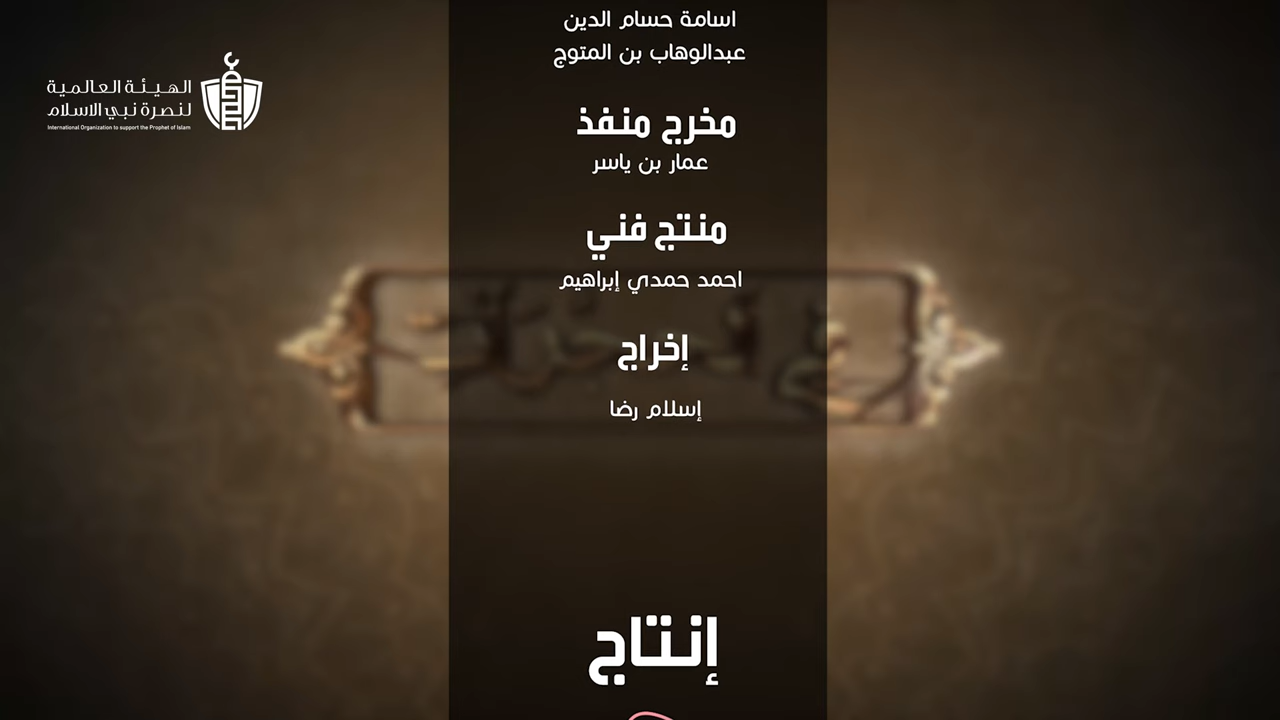 اسامة حسام الدين
عبدالوهاب بن المتوج
الهيئة العالمية
لنصرة نبي الاسلام
International Organization to support the Prophet of Islam
مخرج منفذ
عمار بن ياسر
منتج فني
احمد حمدي إبراهيم
إخراج
إسلام رضا
إنتاج